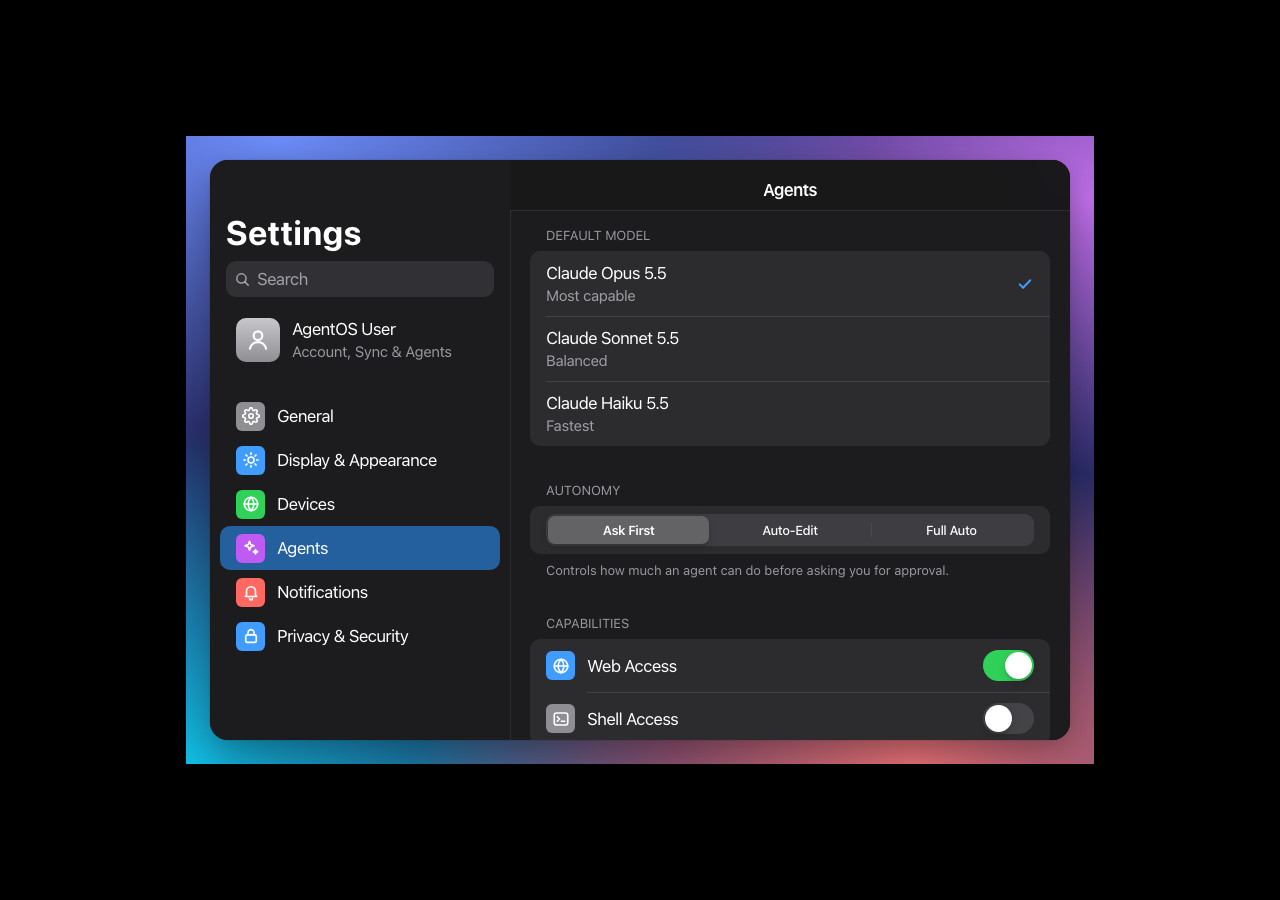 Settings
Search
AgentOS User
Account, Sync & Agents
General
Display & Appearance
Devices
Agents
Notifications
Privacy & Security
Agents
DEFAULT MODEL
Claude Opus 5.5
Most capable
Claude Sonnet 5.5
Balanced
Claude Haiku 5.5
Fastest
AUTONOMY
Ask First
Auto-Edit
Full Auto
Controls how much an agent can do before asking you for approval.
CAPABILITIES
Web Access
Shell Access